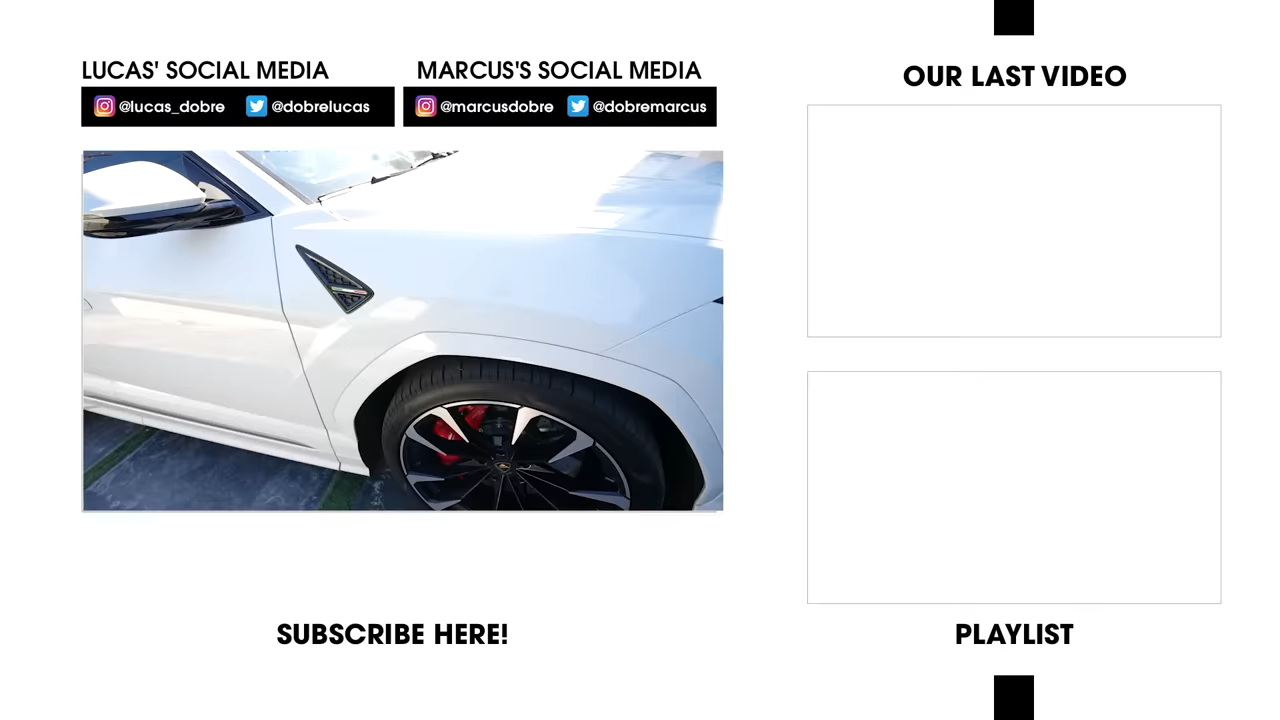 LUCAS' SOCIAL MEDIA
@lucas_dobre @dobrelucas
MARCUS'S SOCIAL MEDIA
@marcusdobre @dobremarcus
OUR LAST VIDEO
SUBSCRIBE HERE!
PLAYLIST